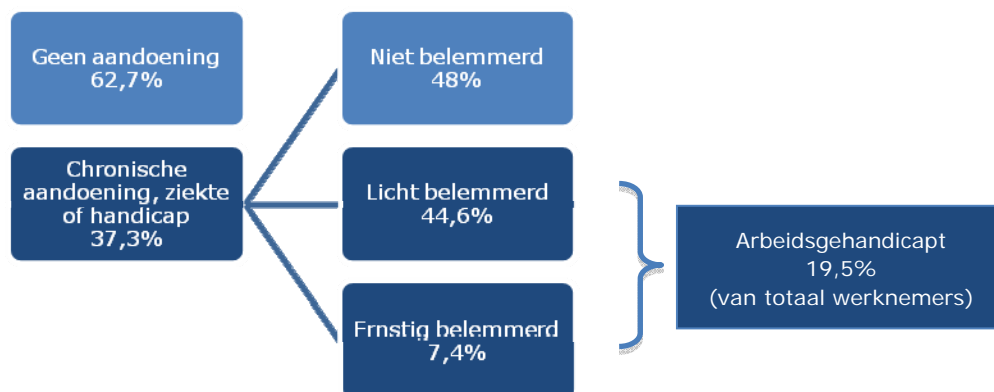 Geen aandoening
62,7%
Chronische
aandoening, ziekte
of handicap
37,3%
Niet belemmerd
48%
Licht belemmerd
44,6%
Frnstig belemmerd
7,4%
Arbeidsgehandicapt
19,5%
(van totaal werknemers)